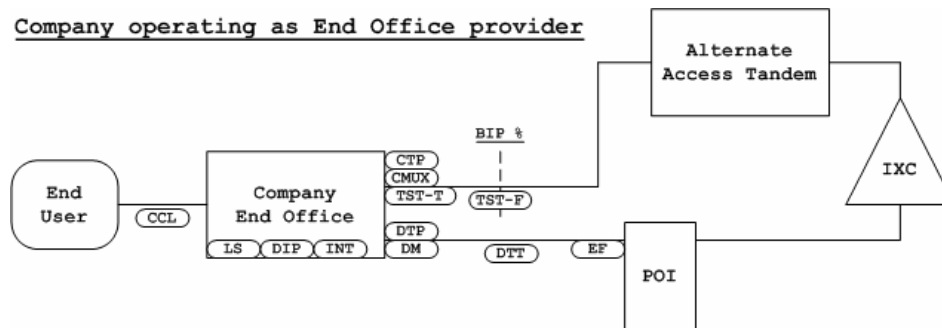 Company operating as End Office provider
Alternate
Access Tandem
BIP %
IXC
CTP
CMUX
TST-T
TST-F
End
User
CCL
Company
End Office
LS
DIP
INT
DTP
DM
DTT
EF
POI